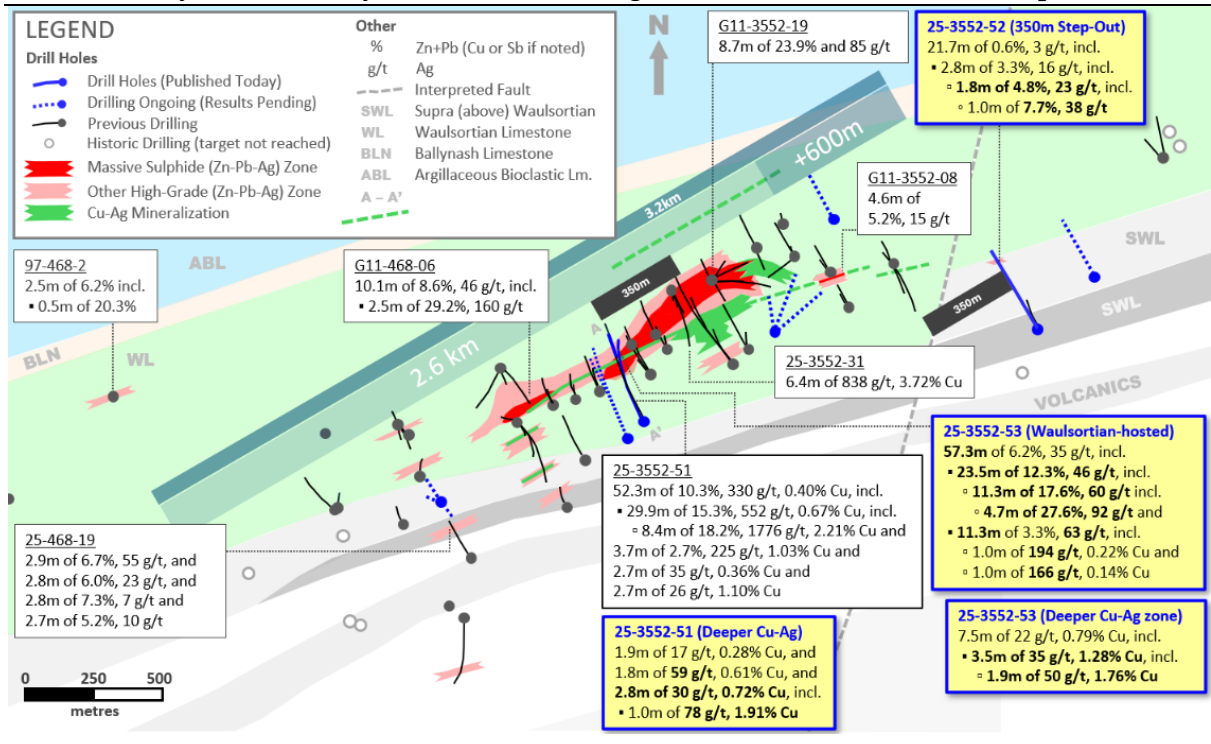 LEGEND
Drill Holes
Drill Holes (Published Today)
Drilling Ongoing (Results Pending)
Previous Drilling
Historic Drilling (target not reached)
Massive Sulphide (Zn-Pb-Ag) Zone
Other High-Grade (Zn-Pb-Ag) Zone
Cu-Ag Mineralization
Other
% Zn+Pb (Cu or Sb if noted)
g/t Ag
Interpreted Fault
SWL Supra (above) Waulsortian
WL Waulsortian Limestone
BLN Ballynash Limestone
ABL Argillaceous Bioclastic Lm.
A – A'
N
G11-3552-19
8.7m of 23.9% and 85 g/t
25-3552-52 (350m Step-Out)
21.7m of 0.6%, 3 g/t, incl.
▪ 2.8m of 3.3%, 16 g/t, incl.
▫ 1.8m of 4.8%, 23 g/t, incl.
◦ 1.0m of 7.7%, 38 g/t
+600m
3.2km
G11-3552-08
4.6m of
5.2%, 15 g/t
97-468-2
2.5m of 6.2% incl.
▪ 0.5m of 20.3%
ABL
G11-468-06
10.1m of 8.6%, 46 g/t, incl.
▪ 2.5m of 29.2%, 160 g/t
350m
SWL
350m
SWL
BLN
WL
2.6 km
A
A'
25-3552-31
6.4m of 838 g/t, 3.72% Cu
VOLCANICS
25-3552-51
52.3m of 10.3%, 330 g/t, 0.40% Cu, incl.
▪ 29.9m of 15.3%, 552 g/t, 0.67% Cu, incl.
▫ 8.4m of 18.2%, 1776 g/t, 2.21% Cu and
3.7m of 2.7%, 225 g/t, 1.03% Cu and
2.7m of 35 g/t, 0.36% Cu and
2.7m of 26 g/t, 1.10% Cu
25-3552-53 (Waulsortian-hosted)
57.3m of 6.2%, 35 g/t, incl.
▪ 23.5m of 12.3%, 46 g/t, incl.
▫ 11.3m of 17.6%, 60 g/t incl.
▫ 4.7m of 27.6%, 92 g/t and
▪ 11.3m of 3.3%, 63 g/t, incl.
▫ 1.0m of 194 g/t, 0.22% Cu and
▫ 1.0m of 166 g/t, 0.14% Cu
25-468-19
2.9m of 6.7%, 55 g/t, and
2.8m of 6.0%, 23 g/t, and
2.8m of 7.3%, 7 g/t and
2.7m of 5.2%, 10 g/t
25-3552-51 (Deeper Cu-Ag)
1.9m of 17 g/t, 0.28% Cu, and
1.8m of 59 g/t, 0.61% Cu, and
2.8m of 30 g/t, 0.72% Cu, incl.
▪ 1.0m of 78 g/t, 1.91% Cu
25-3552-53 (Deeper Cu-Ag zone)
7.5m of 22 g/t, 0.79% Cu, incl.
▪ 3.5m of 35 g/t, 1.28% Cu, incl.
▫ 1.9m of 50 g/t, 1.76% Cu
0 250 500
metres